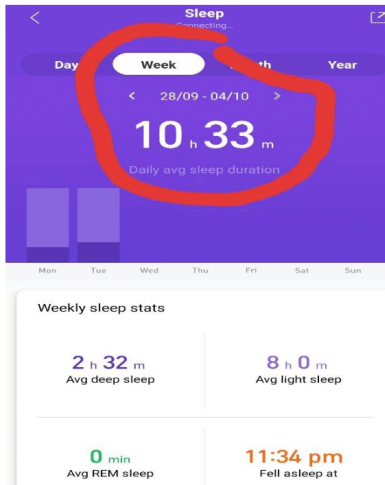 Sleep
Connecting...
Day Week Month Year
< 28/09 - 04/10 >
10 h 33 m
Daily avg sleep duration
Mon Tue Wed Thu Fri Sat Sun
Weekly sleep stats
2 h 32 m 8 h 0 m
Avg deep sleep Avg light sleep
0 min 11:34 pm
Avg REM sleep Fell asleep at